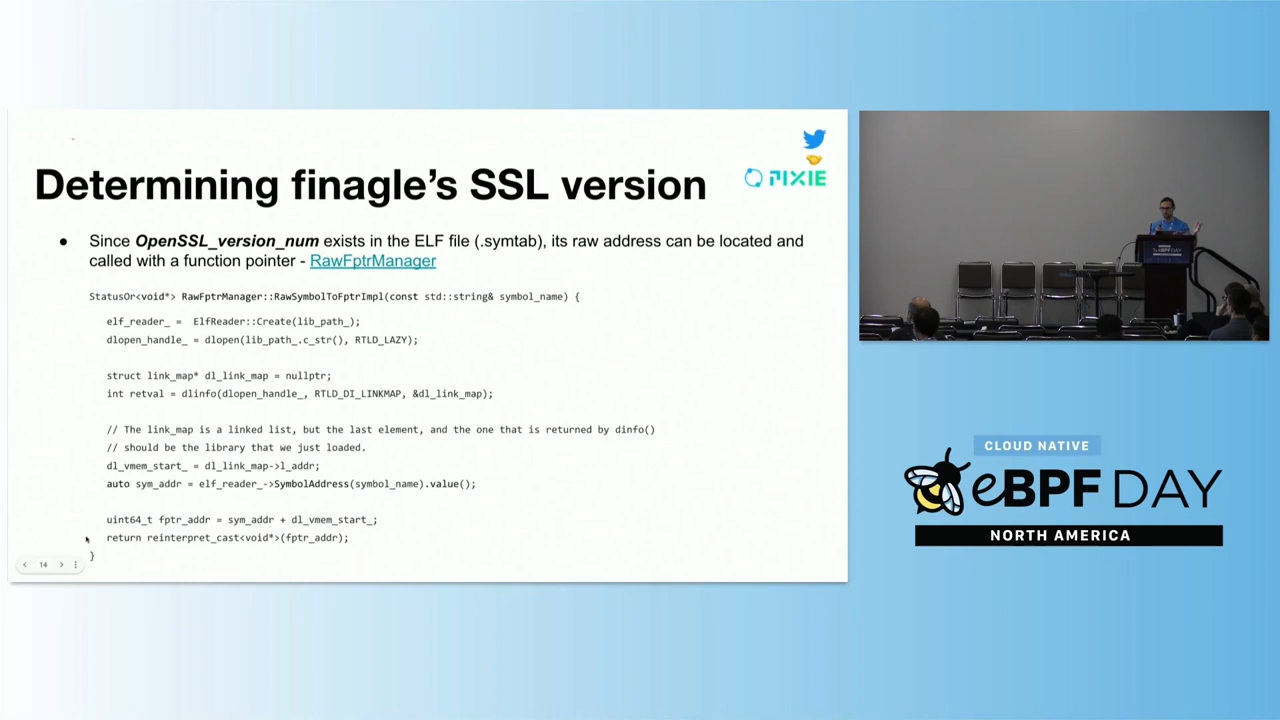 Determining finagle's SSL version
PIXIE
● Since OpenSSL_version_num exists in the ELF file (.symtab), its raw address can be located and
called with a function pointer - RawFptrManager
StatusOr<void*> RawFptrManager::RawSymbolToFptrImpl(const std::string& symbol_name) {
elf_reader_ =  ElfReader::Create(lib_path_);
dlopen_handle_ = dlopen(lib_path_.c_str(), RTLD_LAZY);
struct link_map* dl_link_map = nullptr;
int retval = dlinfo(dlopen_handle_, RTLD_DI_LINKMAP, &dl_link_map);
// The link_map is a linked list, but the last element, and the one that is returned by dinfo()
// should be the library that we just loaded.
dl_vmem_start_ = dl_link_map->l_addr;
auto sym_addr = elf_reader_->SymbolAddress(symbol_name).value();
uint64_t fptr_addr = sym_addr + dl_vmem_start_;
return reinterpret_cast<void*>(fptr_addr);
}
14
eBPF DAY
CLOUD NATIVE
eBPF DAY
NORTH AMERICA